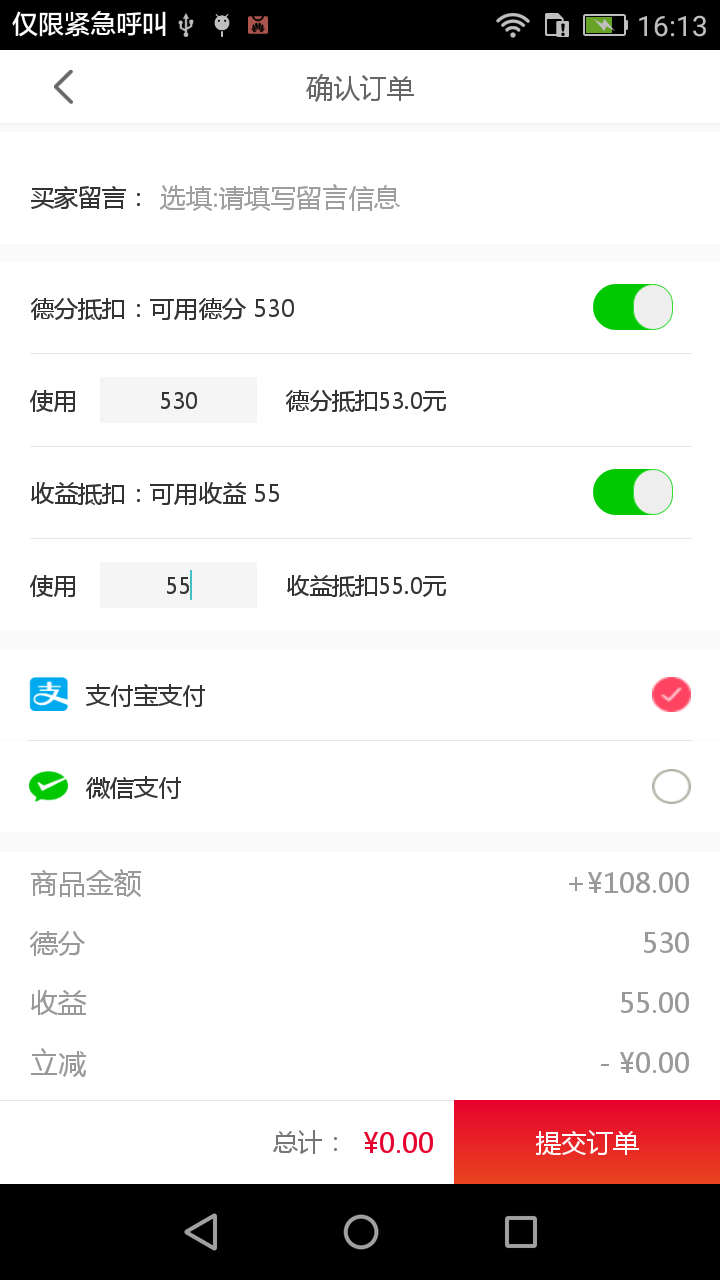 仅限紧急呼叫 16:13
确认订单
买家留言： 选填:请填写留言信息
德分抵扣：可用德分 530
使用 530 德分抵扣53.0元
收益抵扣：可用收益 55
使用 55 收益抵扣55.0元
支付宝支付
微信支付
商品金额 +¥108.00
德分 530
收益 55.00
立减 - ¥0.00
总计： ¥0.00 提交订单